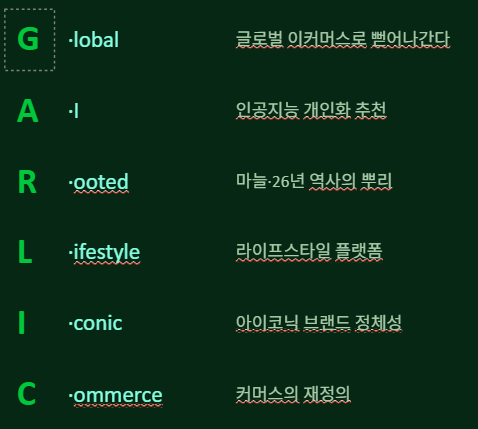 G ·lobal 글로벌 이커머스로 뻗어나간다
A ·I 인공지능 개인화 추천
R ·ooted 마늘·26년 역사의 뿌리
L ·ifestyle 라이프스타일 플랫폼
I ·conic 아이코닉 브랜드 정체성
C ·ommerce 커머스의 재정의